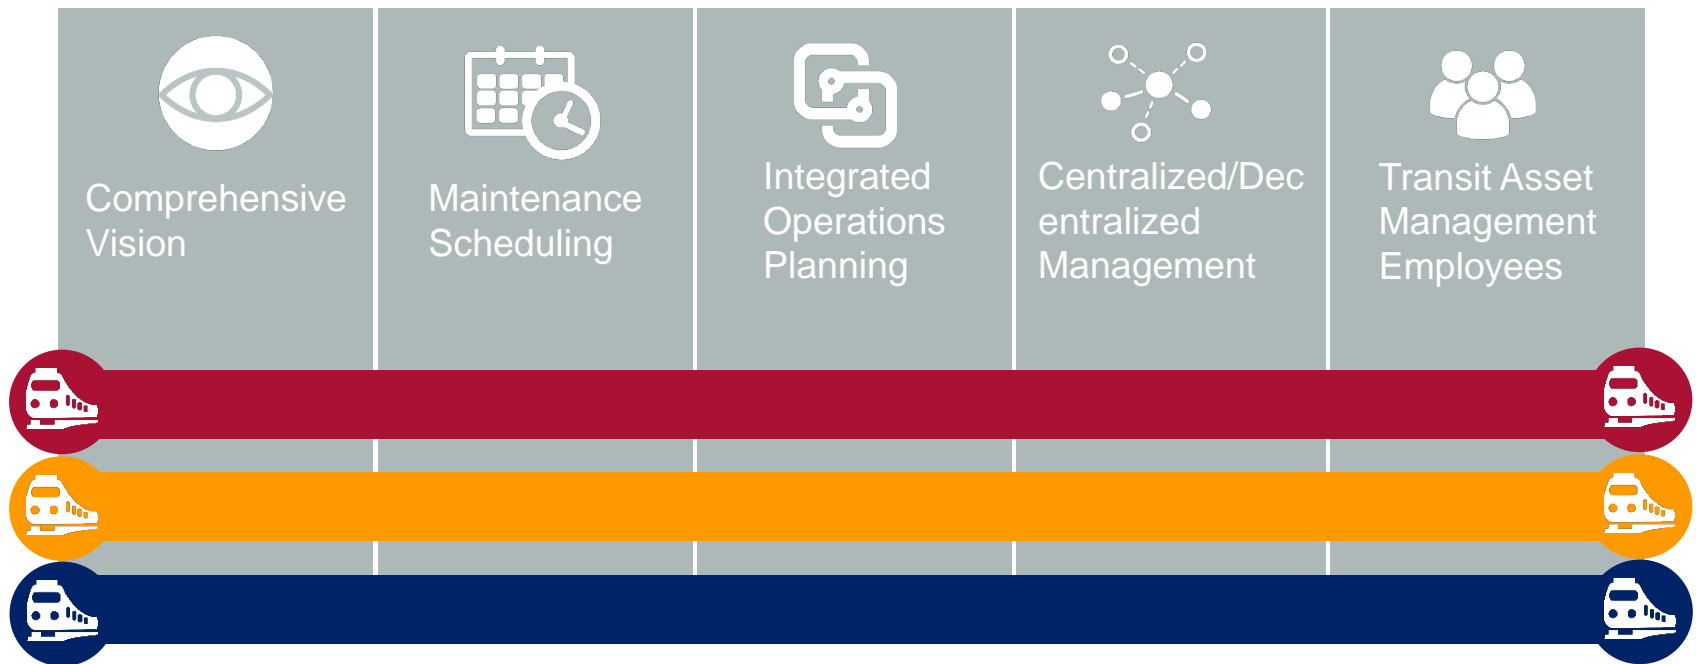 Comprehensive
Vision
Maintenance
Scheduling
Integrated
Operations
Planning
Centralized/Dec
entralized
Management
Transit Asset
Management
Employees